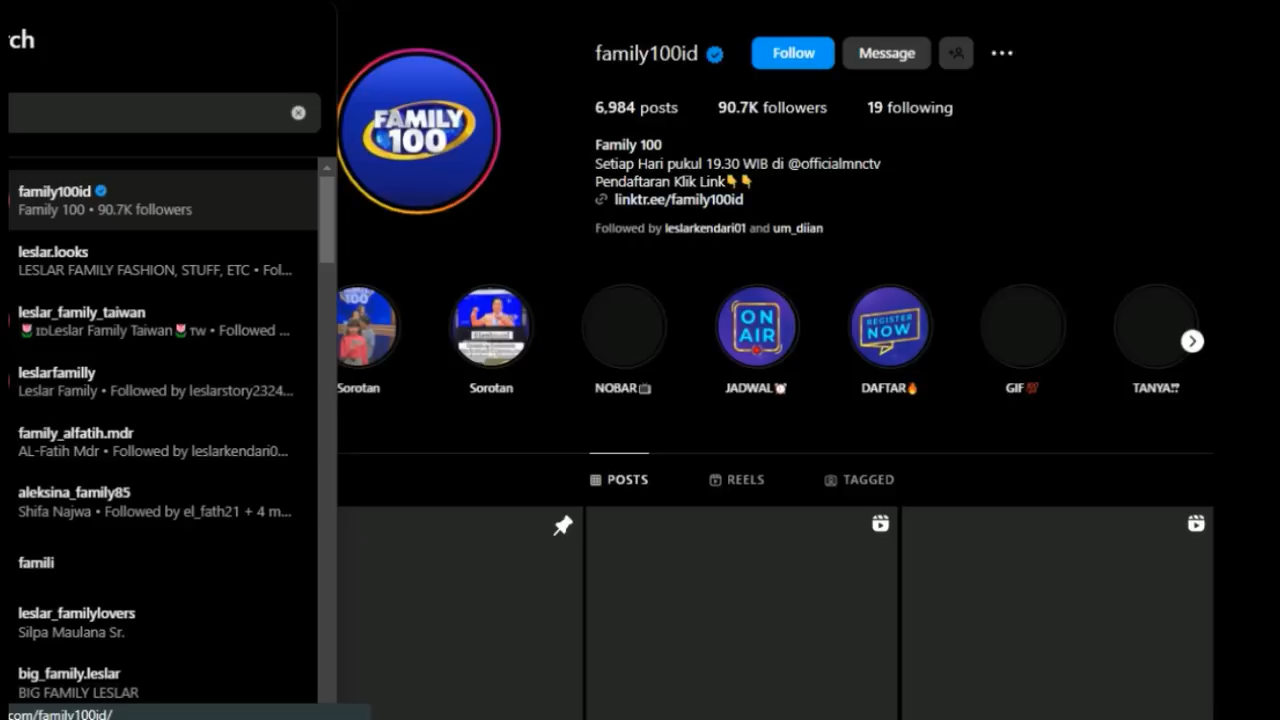 rch
family100id
Family 100 • 90.7K followers
leslar.looks
LESLAR FAMILY FASHION, STUFF, ETC • Fol...
leslar_family_taiwan
🌷IDLeslar Family Taiwan🌷TW • Followed ...
leslarfamilly
Leslar Family • Followed by leslarstory2324...
family_alfatih.mdr
AL-Fatih Mdr • Followed by leslarkendari0...
aleksina_family85
Shifa Najwa • Followed by el_fath21 + 4 m...
famili
leslar_familylovers
Silpa Maulana Sr.
big_family.leslar
BIG FAMILY LESLAR
com/family100id/
FAMILY
100
family100id
Follow
Message
6,984 posts
90.7K followers
19 following
Family 100
Setiap Hari pukul 19.30 WIB di @officialmnctv
Pendaftaran Klik Link👇👇
linktr.ee/family100id
Followed by leslarkendari01 and um_diian
100
ON
AIR
REGISTER
NOW
Sorotan
Sorotan
NOBAR📺
JADWAL⏰
DAFTAR🔥
GIF💯
TANYA⁉
POSTS
REELS
TAGGED